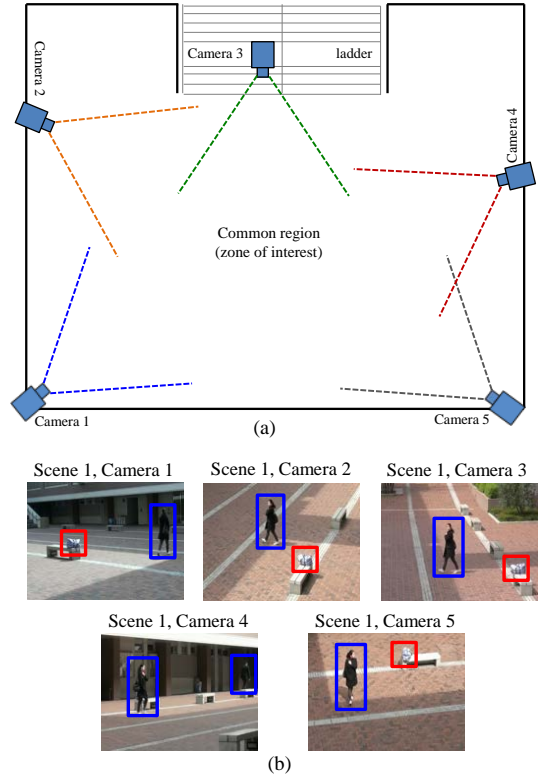 Camera 3
ladder
Camera 2
Camera 4
Common region
(zone of interest)
Camera 1
Camera 5
(a)
Scene 1, Camera 1
Scene 1, Camera 2
Scene 1, Camera 3
Scene 1, Camera 4
Scene 1, Camera 5
(b)